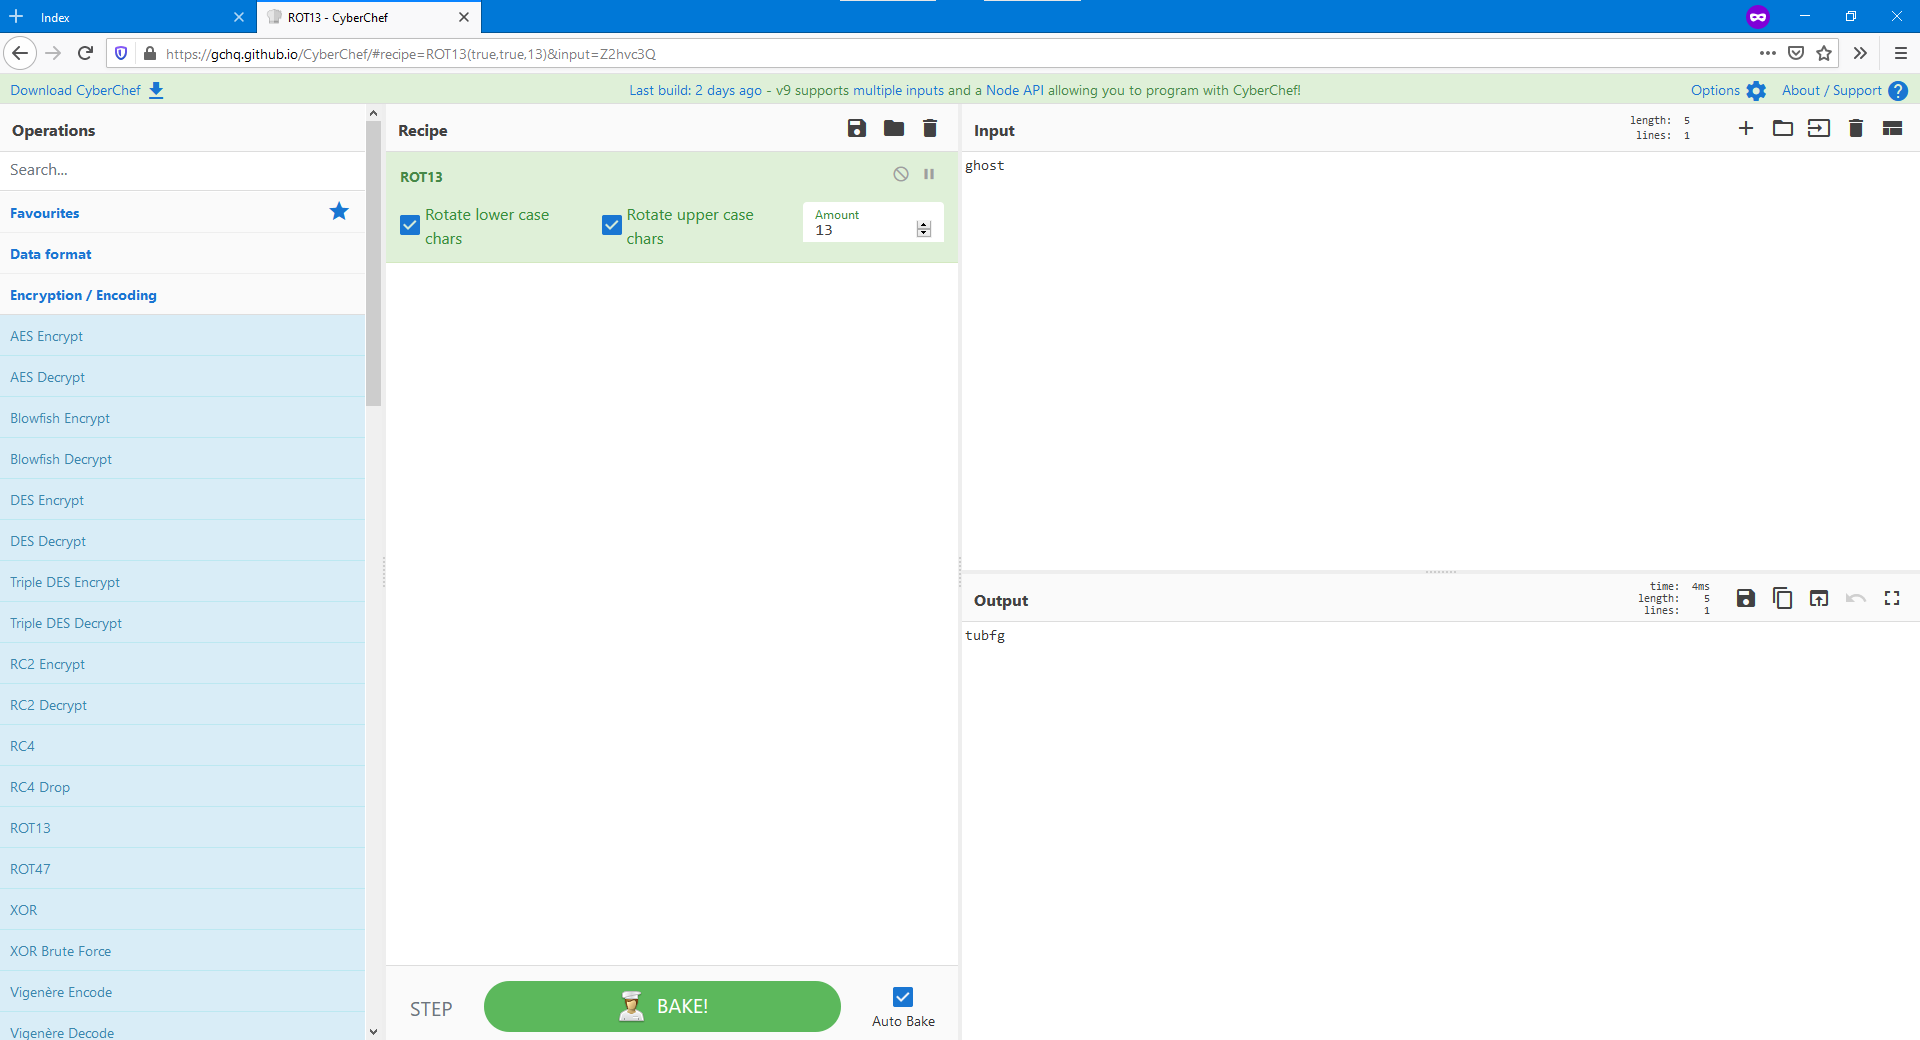 Index
ROT13 - CyberChef
https://gchq.github.io/CyberChef/#recipe=ROT13(true,true,13)&input=Z2hvc3Q
Download CyberChef
Last build: 2 days ago - v9 supports multiple inputs and a Node API allowing you to program with CyberChef!
Options
About / Support
Operations
Search...
Favourites
Data format
Encryption / Encoding
AES Encrypt
AES Decrypt
Blowfish Encrypt
Blowfish Decrypt
DES Encrypt
DES Decrypt
Triple DES Encrypt
Triple DES Decrypt
RC2 Encrypt
RC2 Decrypt
RC4
RC4 Drop
ROT13
ROT47
XOR
XOR Brute Force
Vigenère Encode
Vigenère Decode
Recipe
ROT13
Rotate lower case
chars
Rotate upper case
chars
Amount
13
STEP
BAKE!
Auto Bake
Input
length: 5
lines: 1
ghost
Output
time: 4ms
length: 5
lines: 1
tubfg